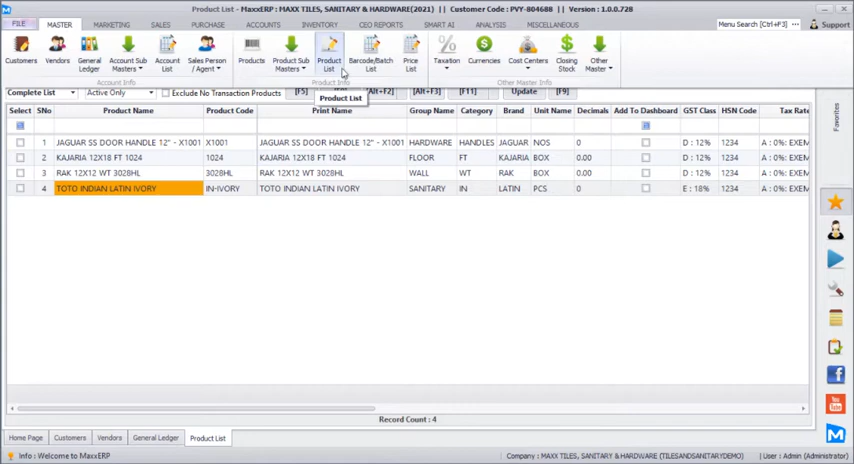 Product List - MaxxERP : MAXX TILES, SANITARY & HARDWARE(2021) || Customer Code : PVY-804688 || Version : 1.0.0.728
FILE MASTER MARKETING SALES PURCHASE ACCOUNTS INVENTORY CEO REPORTS SMART AI ANALYSIS MISCELLANEOUS Menu Search [Ctrl+F3] ... Support
Customers Vendors General Ledger Account Sub Masters Account List Sales Person / Agent Products Product Sub Masters Product List Barcode/Batch List Price List Taxation Currencies Cost Centers Closing Stock Other Master
Account Info Product Info Other Master Info
Complete List Active Only Exclude No Transaction Products [F5] [Alt+F2] [Alt+F3] [F11] Update [F9]
Product List
Favorites
Select SNo Product Name Product Code Print Name Group Name Category Brand Unit Name Decimals Add To Dashboard GST Class HSN Code Tax Rate
1 JAGUAR SS DOOR HANDLE 12" - X1001 X1001 JAGUAR SS DOOR HANDLE 12" - X1001 HARDWARE HANDLES JAGUAR NOS 0 D : 12% 1234 A : 0%: EXEM
2 KAJARIA 12X18 FT 1024 1024 KAJARIA 12X18 FT 1024 FLOOR FT KAJARIA BOX 0.00 D : 12% 1234 A : 0%: EXEM
3 RAK 12X12 WT 3028HL 3028HL RAK 12X12 WT 3028HL WALL WT RAK BOX 0.00 D : 12% 1234 A : 0%: EXEM
4 TOTO INDIAN LATIN IVORY IN-IVORY TOTO INDIAN LATIN IVORY SANITARY IN LATIN PCS 0 E : 18% 1234 A : 0%: EXEM
Record Count : 4
Home Page Customers Vendors General Ledger Product List
Info : Welcome to MaxxERP Company : MAXX TILES, SANITARY & HARDWARE (TILESANDSANITARYDEMO) User : Admin (Administrator)